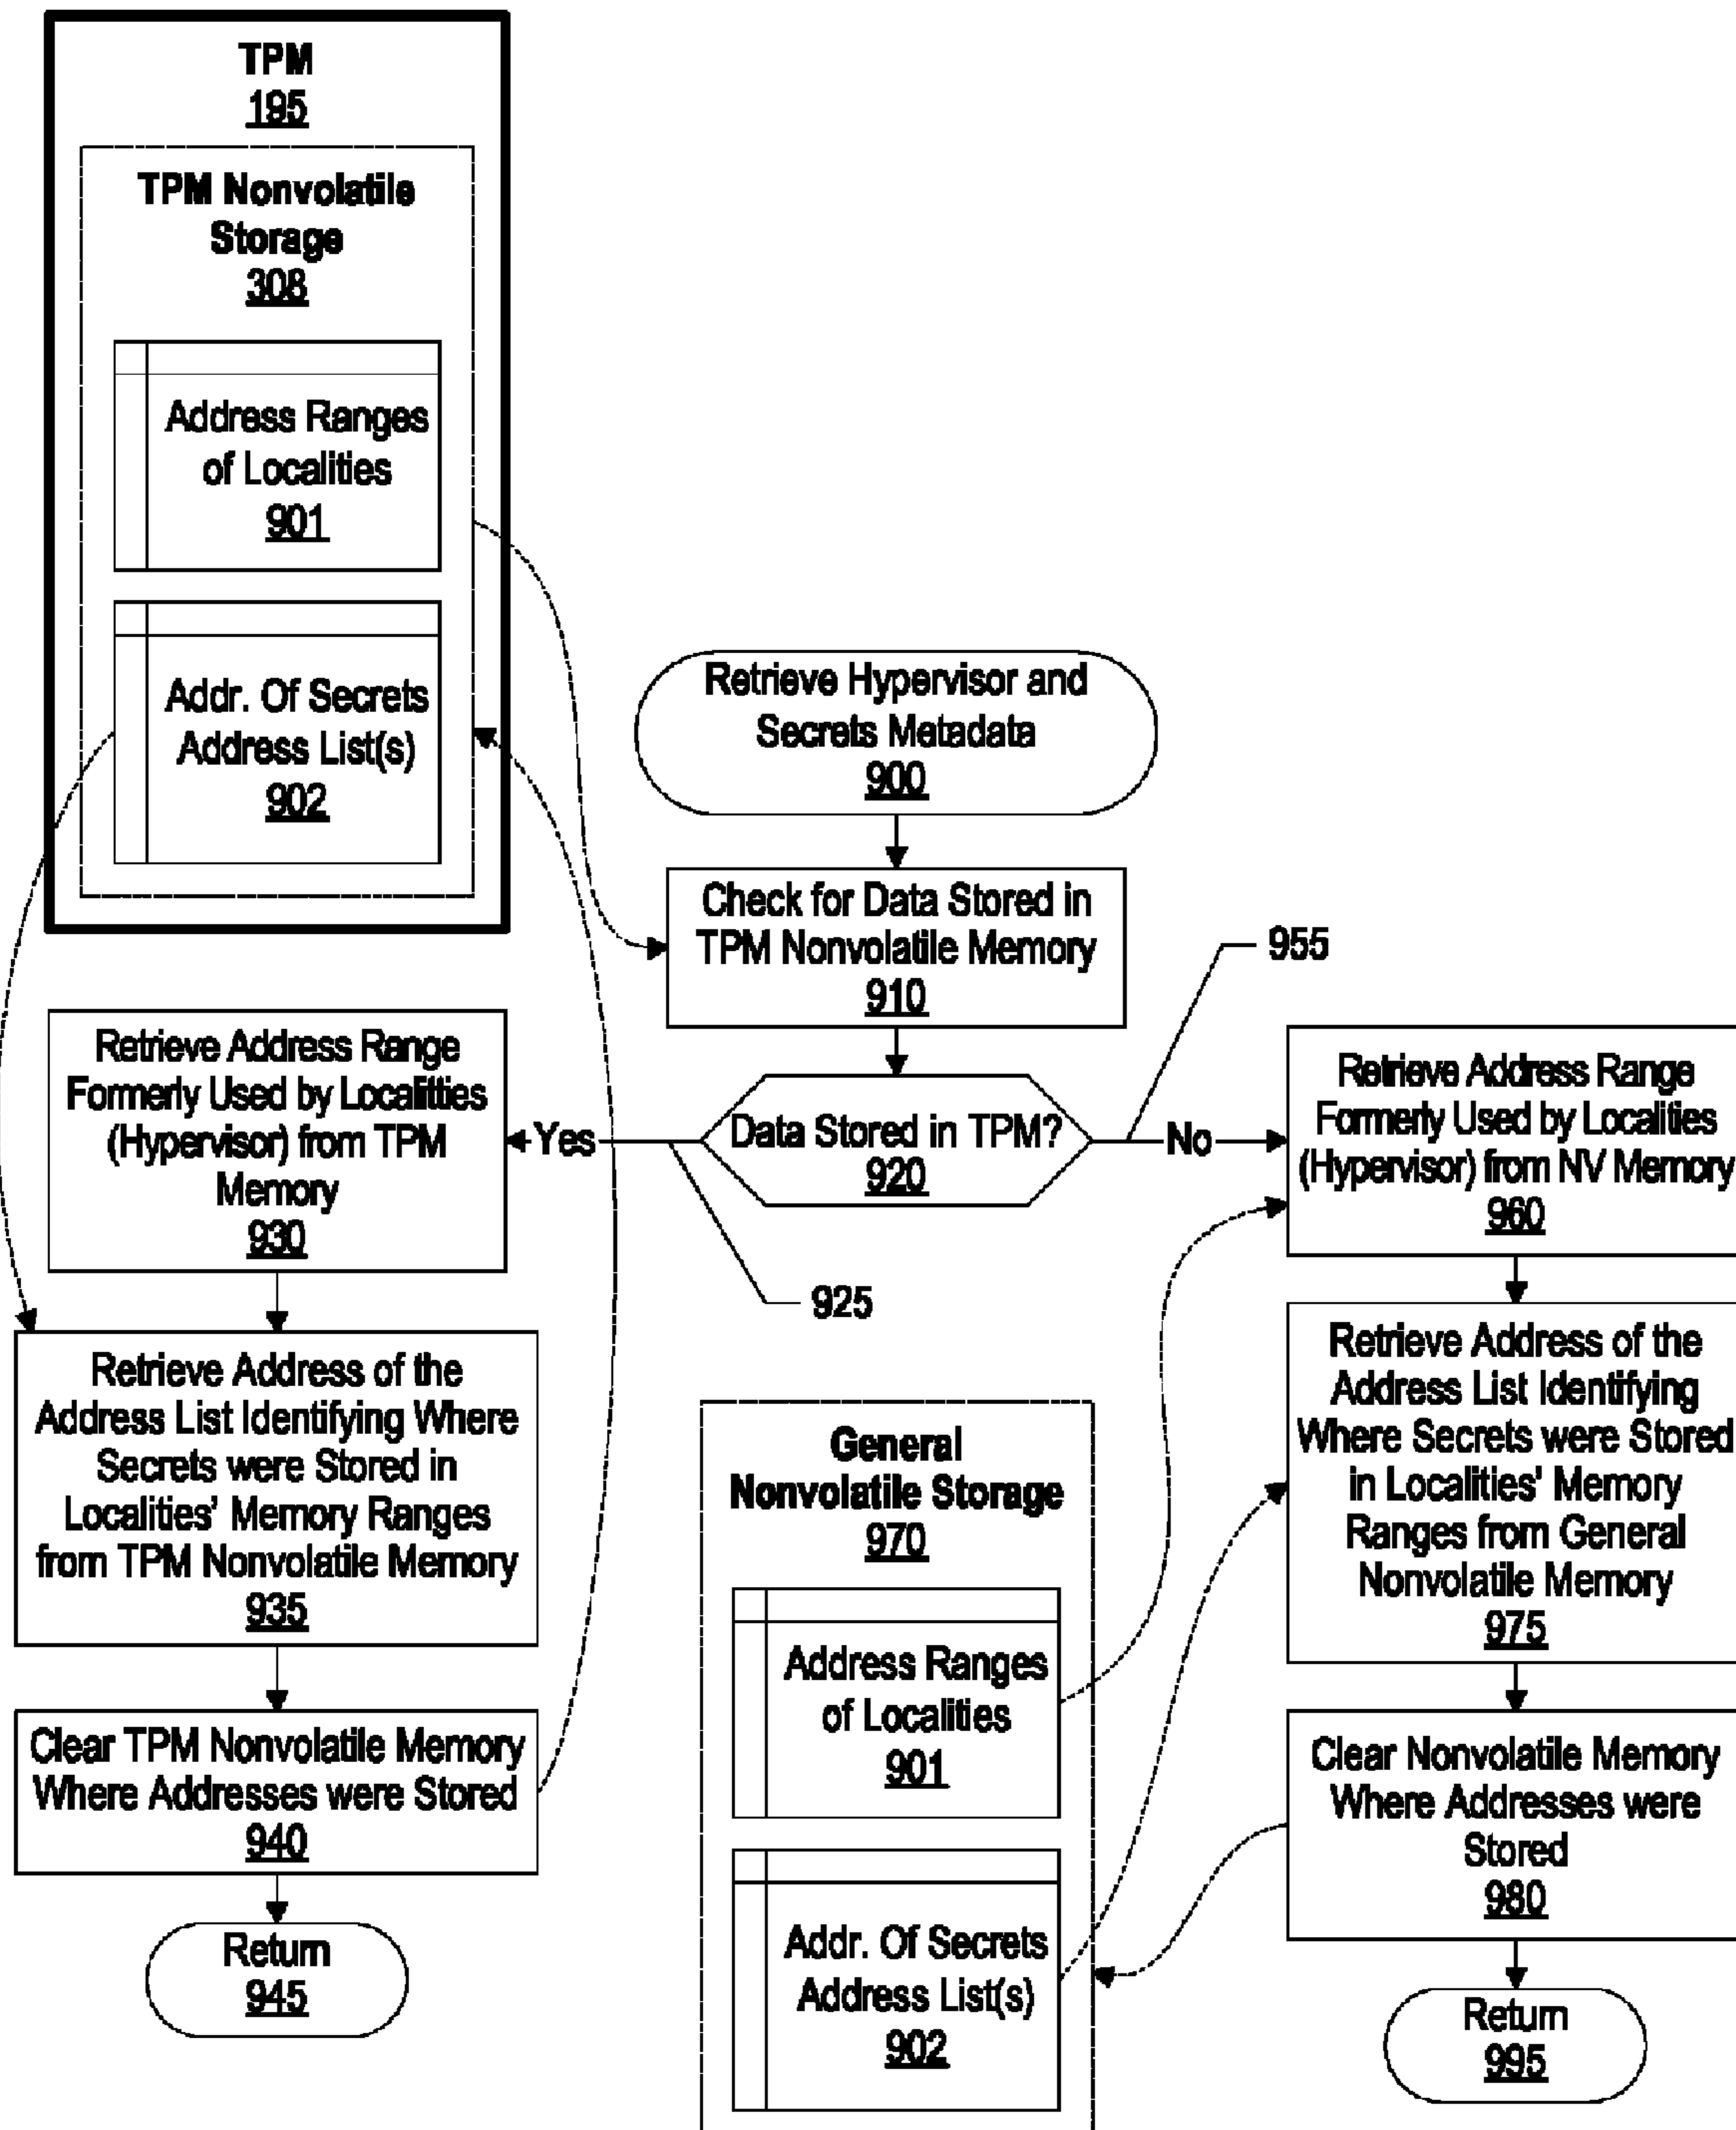 TPM
195
TPM Nonvolatile
Storage
308
Address Ranges
of Localities
901
Addr. Of Secrets
Address List(s)
902
Retrieve Hypervisor and
Secrets Metadata
900
Check for Data Stored in
TPM Nonvolatile Memory
910
955
Data Stored in TPM?
920
Yes
No
925
Retrieve Address Range
Formerly Used by Localitties
(Hypervisor) from TPM
Memory
930
Retrieve Address of the
Address List Identifying Where
Secrets were Stored in
Localities' Memory Ranges
from TPM Nonvolatile Memory
935
Clear TPM Nonvolatile Memory
Where Addresses were Stored
940
Return
945
General
Nonvolatile Storage
970
Address Ranges
of Localities
901
Addr. Of Secrets
Address List(s)
902
Retrieve Address Range
Formerly Used by Localities
(Hypervisor) from NV Memory
960
Retrieve Address of the
Address List Identifying
Where Secrets were Stored
in Localities' Memory
Ranges from General
Nonvolatile Memory
975
Clear Nonvolatile Memory
Where Addresses were
Stored
980
Return
995